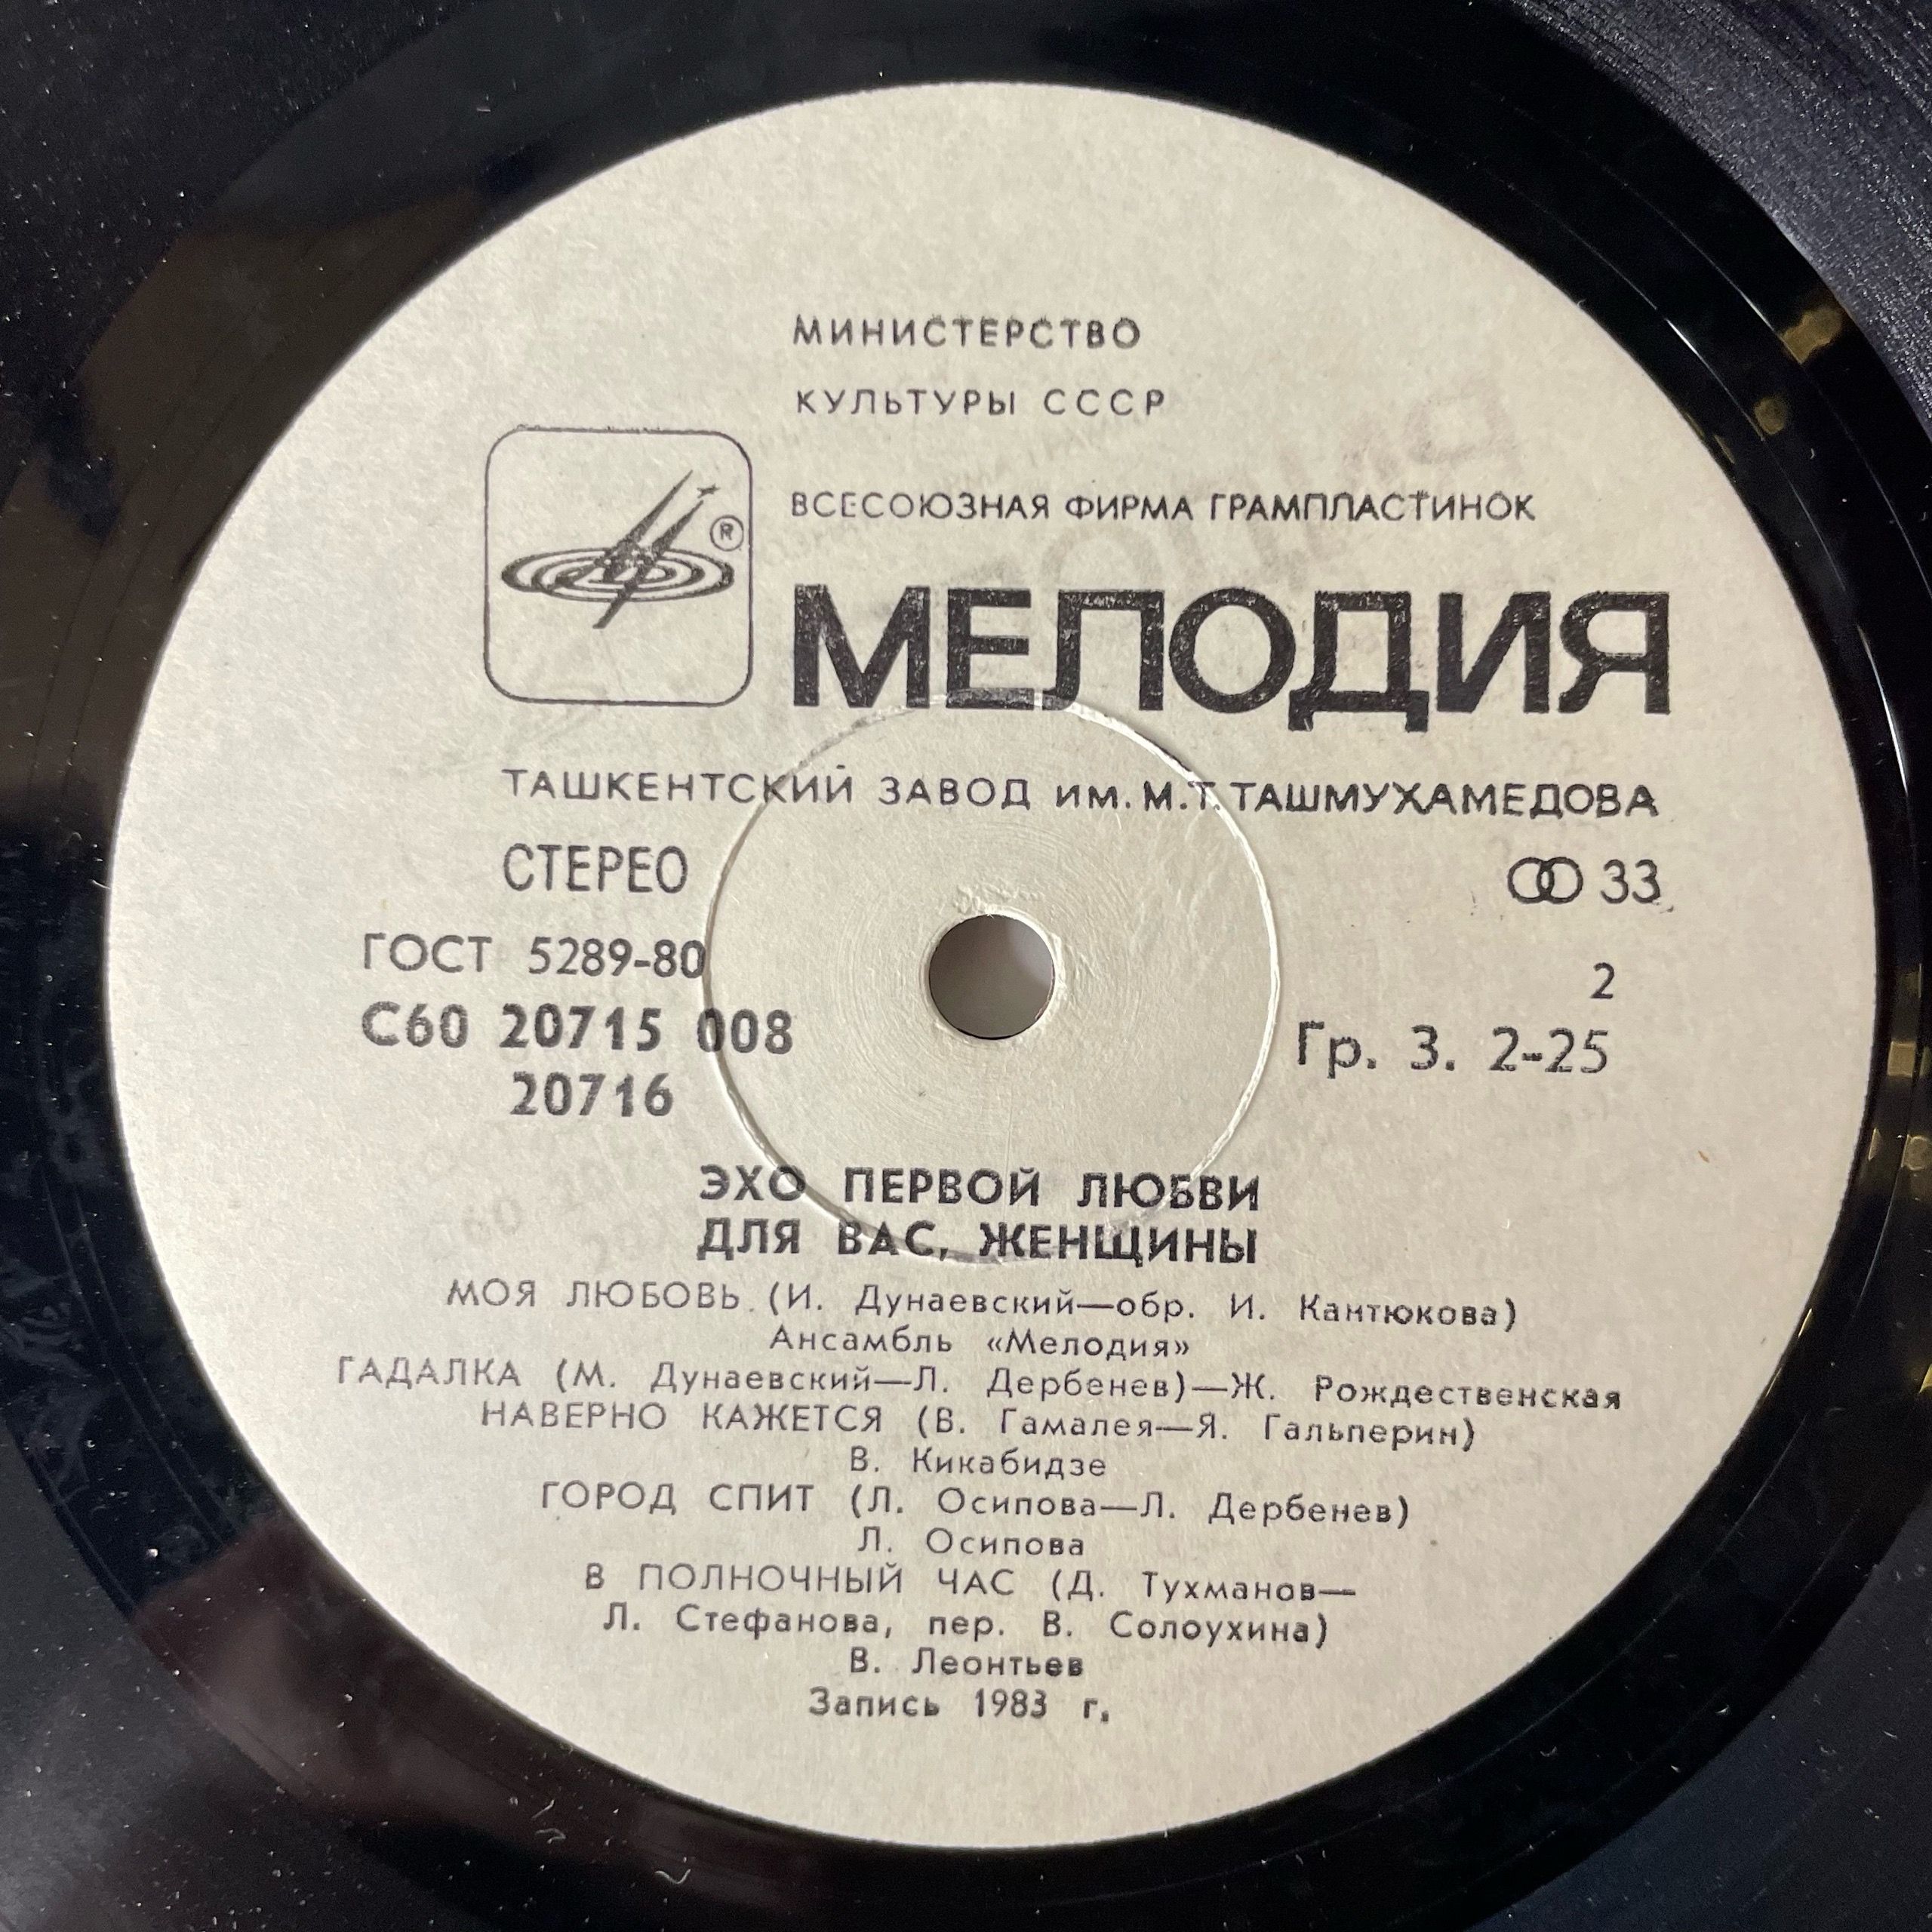 МИНИСТЕРСТВО
КУЛЬТУРЫ СССР
®
ВСЕСОЮЗНАЯ ФИРМА ГРАМПЛАСТИНОК
МЕЛОДИЯ
ТАШКЕНТСКИЙ ЗАВОД ИМ. М.Т. ТАШМУХАМЕДОВА
СТЕРЕО 33
ГОСТ 5289-80 2
С60 20715 008 Гр. 3. 2-25
20716
ЭХО ПЕРВОЙ ЛЮБВИ
ДЛЯ ВАС, ЖЕНЩИНЫ
МОЯ ЛЮБОВЬ (И. Дунаевский—обр. И. Кантюкова)
Ансамбль «Мелодия»
ГАДАЛКА (М. Дунаевский—Л. Дербенев)—Ж. Рождественская
НАВЕРНО КАЖЕТСЯ (В. Гамалея—Я. Гальперин)
В. Кикабидзе
ГОРОД СПИТ (Л. Осипова—Л. Дербенев)
Л. Осипова
В ПОЛНОЧНЫЙ ЧАС (Д. Тухманов—
Л. Стефанова, пер. В. Солоухина)
В. Леонтьев
Запись 1983 г.